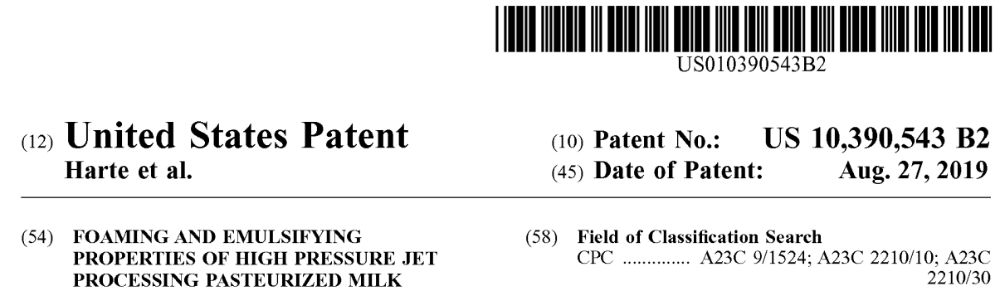 US010390543B2
(12) United States Patent
Harte et al.
(10) Patent No.: US 10,390,543 B2
(45) Date of Patent: Aug. 27, 2019
(54) FOAMING AND EMULSIFYING
PROPERTIES OF HIGH PRESSURE JET
PROCESSING PASTEURIZED MILK
(58) Field of Classification Search
CPC .............. A23C 9/1524; A23C 2210/10; A23C
2210/30